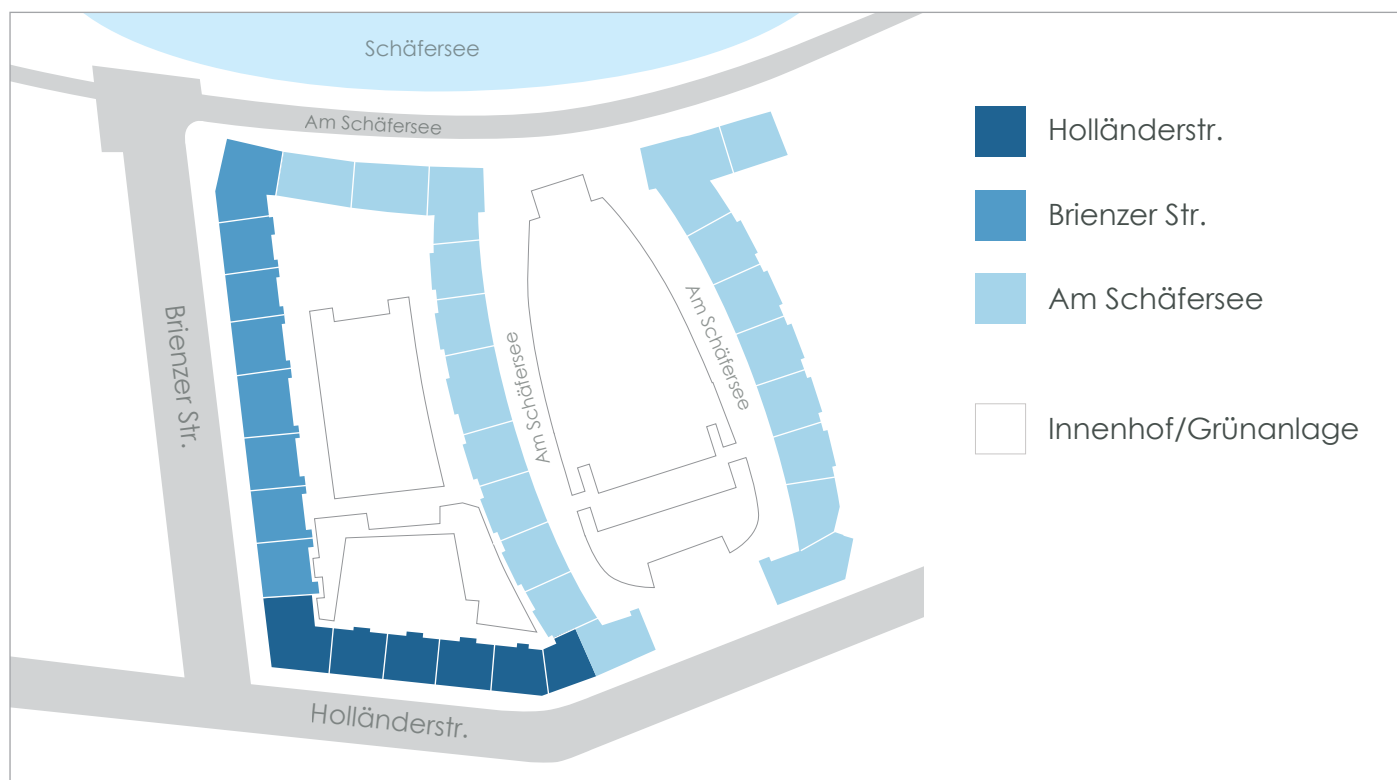 Schäfersee
Am Schäfersee
Brienzer Str.
Am Schäfersee
Am Schäfersee
Holländerstr.
Holländerstr.
Brienzer Str.
Am Schäfersee
Innenhof/Grünanlage